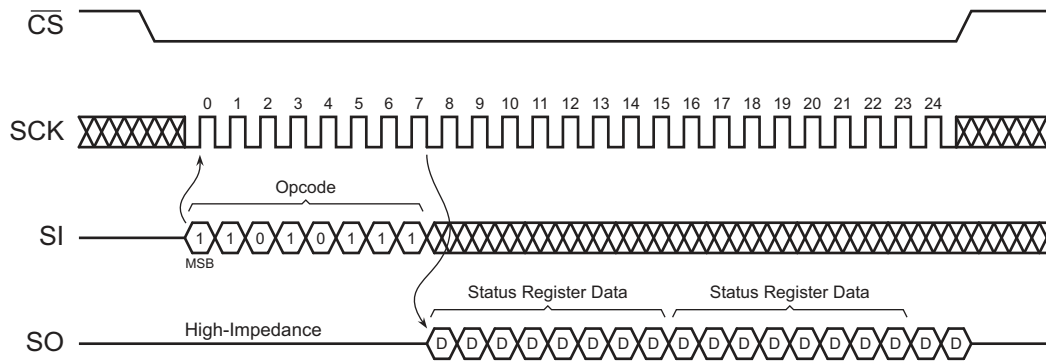 C̅S̅
0 1 2 3 4 5 6 7 8 9 10 11 12 13 14 15 16 17 18 19 20 21 22 23 24
SCK
Opcode
SI 1 1 0 1 0 1 1 1
MSB
Status Register Data Status Register Data
High-Impedance
SO D D D D D D D D D D D D D D D D D D